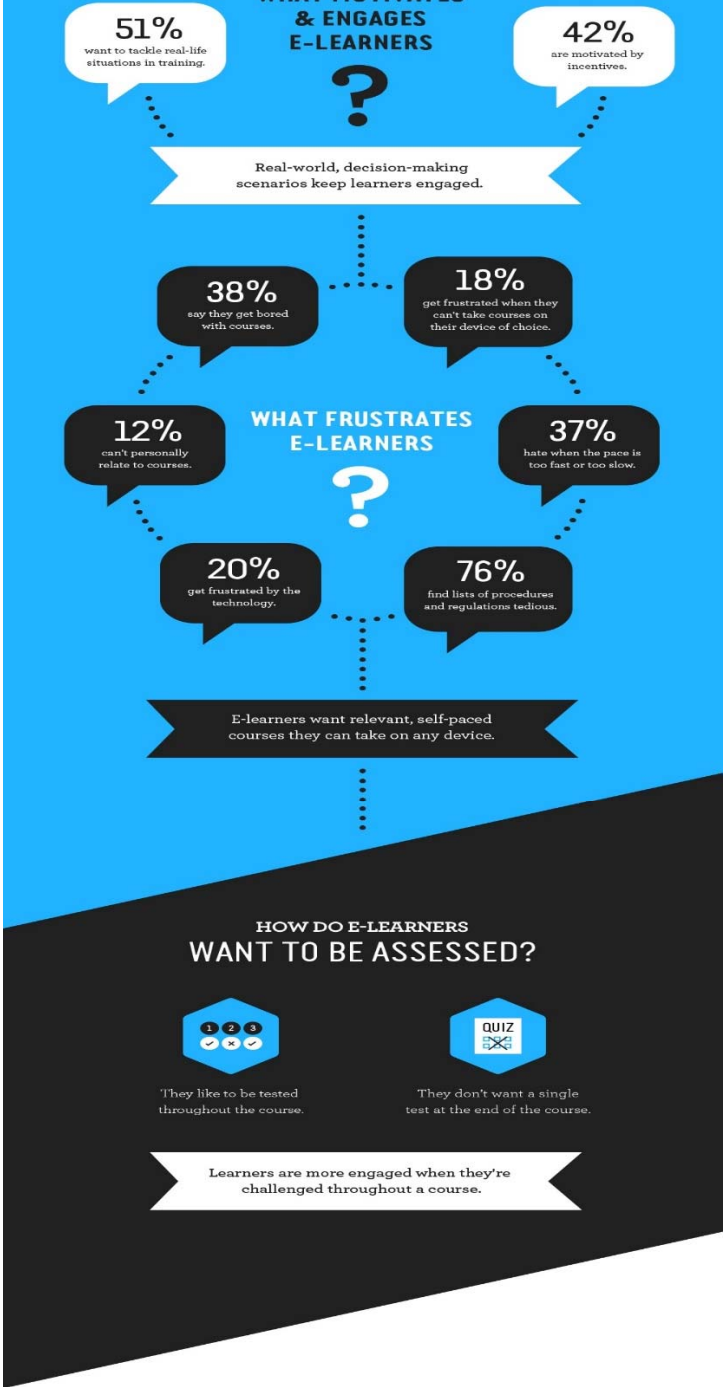 & ENGAGES
E-LEARNERS
?
51%
want to tackle real-life
situations in training.
42%
are motivated by
incentives.
Real-world, decision-making
scenarios keep learners engaged.
38%
say they get bored
with courses.
18%
get frustrated when they
can't take courses on
their device of choice.
12%
can't personally
relate to courses.
WHAT FRUSTRATES
E-LEARNERS
?
37%
hate when the pace is
too fast or too slow.
20%
get frustrated by the
technology.
76%
find lists of procedures
and regulations tedious.
E-learners want relevant, self-paced
courses they can take on any device.
HOW DO E-LEARNERS
WANT TO BE ASSESSED?
1 2 3
QUIZ
They like to be tested
throughout the course.
They don't want a single
test at the end of the course.
Learners are more engaged when they're
challenged throughout a course.